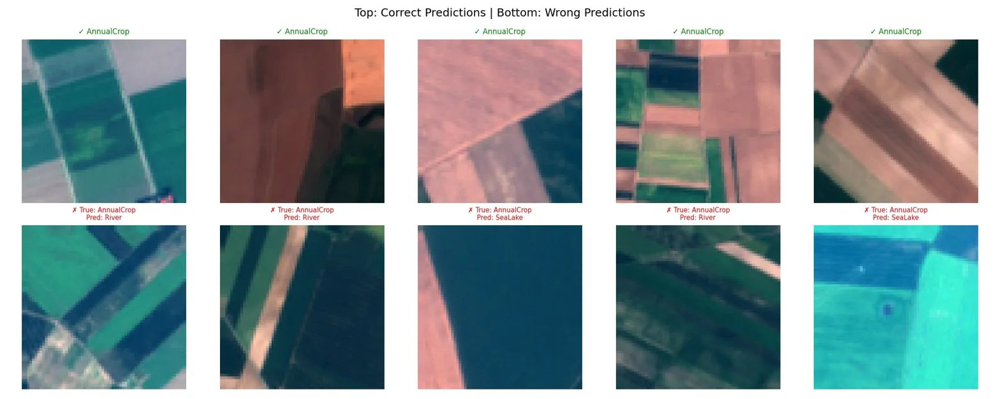 Top: Correct Predictions | Bottom: Wrong Predictions
✓ AnnualCrop
✓ AnnualCrop
✓ AnnualCrop
✓ AnnualCrop
✓ AnnualCrop
✗ True: AnnualCrop
Pred: River
✗ True: AnnualCrop
Pred: River
✗ True: AnnualCrop
Pred: SeaLake
✗ True: AnnualCrop
Pred: River
✗ True: AnnualCrop
Pred: SeaLake